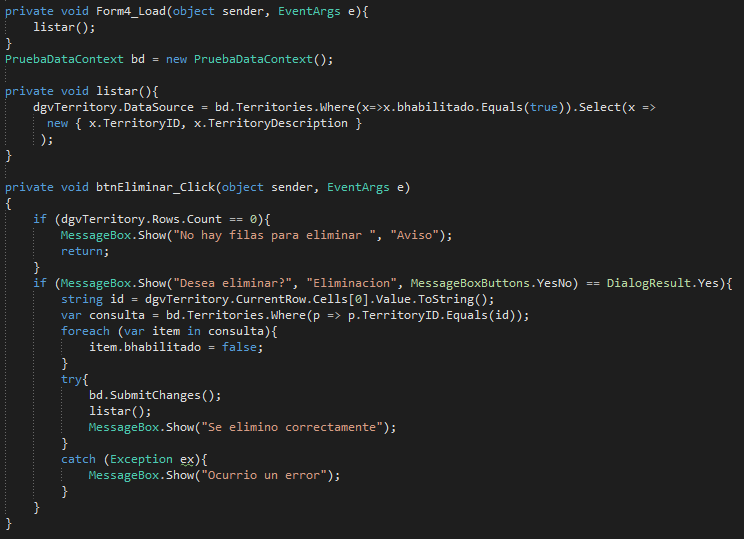 private void Form4_Load(object sender, EventArgs e){
listar();
}
PruebaDataContext bd = new PruebaDataContext();
private void listar(){
dgvTerritory.DataSource = bd.Territories.Where(x=>x.bhabilitado.Equals(true)).Select(x =>
new { x.TerritoryID, x.TerritoryDescription }
);
}
private void btnEliminar_Click(object sender, EventArgs e)
{
if (dgvTerritory.Rows.Count == 0){
MessageBox.Show("No hay filas para eliminar ", "Aviso");
return;
}
if (MessageBox.Show("Desea eliminar?", "Eliminacion", MessageBoxButtons.YesNo) == DialogResult.Yes){
string id = dgvTerritory.CurrentRow.Cells[0].Value.ToString();
var consulta = bd.Territories.Where(p => p.TerritoryID.Equals(id));
foreach (var item in consulta){
item.bhabilitado = false;
}
try{
bd.SubmitChanges();
listar();
MessageBox.Show("Se elimino correctamente");
}
catch (Exception ex){
MessageBox.Show("Ocurrio un error");
}
}
}